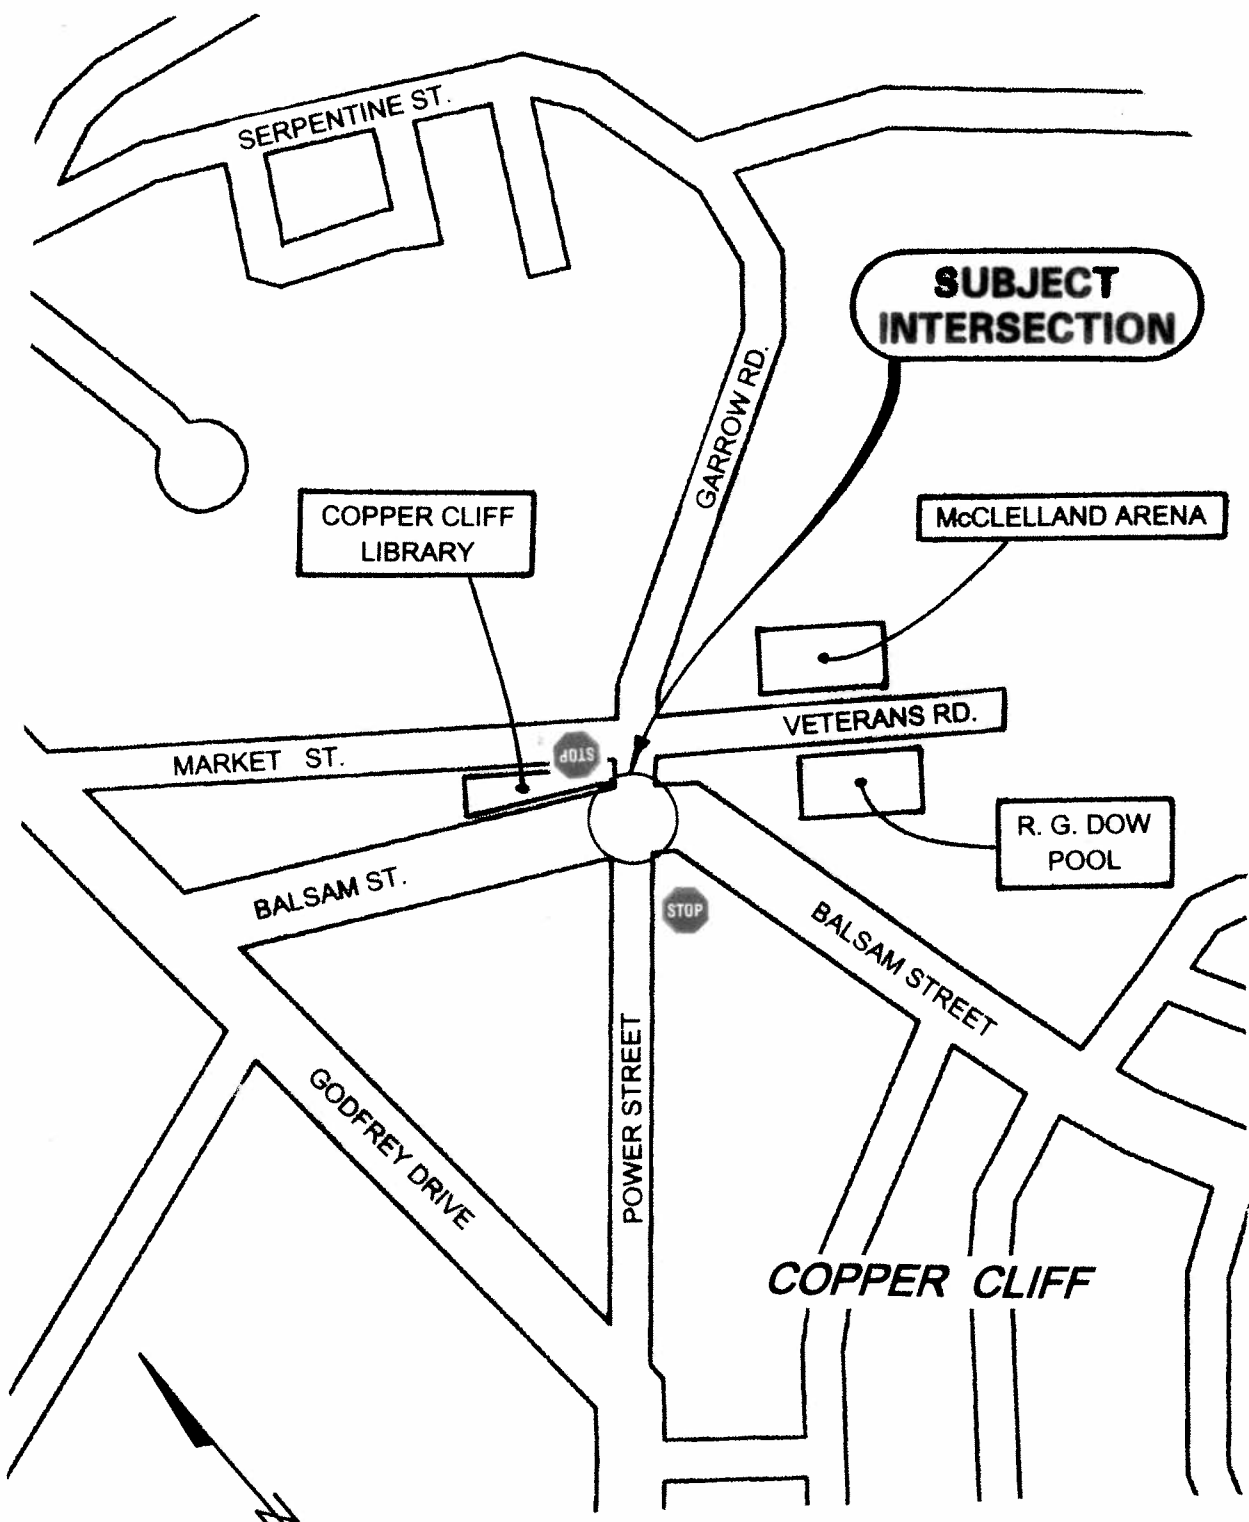 SERPENTINE ST.
SUBJECT
INTERSECTION
GARROW RD.
COPPER CLIFF
LIBRARY
McCLELLAND ARENA
VETERANS RD.
MARKET ST.
STOP
R. G. DOW
POOL
BALSAM ST.
STOP
BALSAM STREET
POWER STREET
GODFREY DRIVE
COPPER CLIFF
N